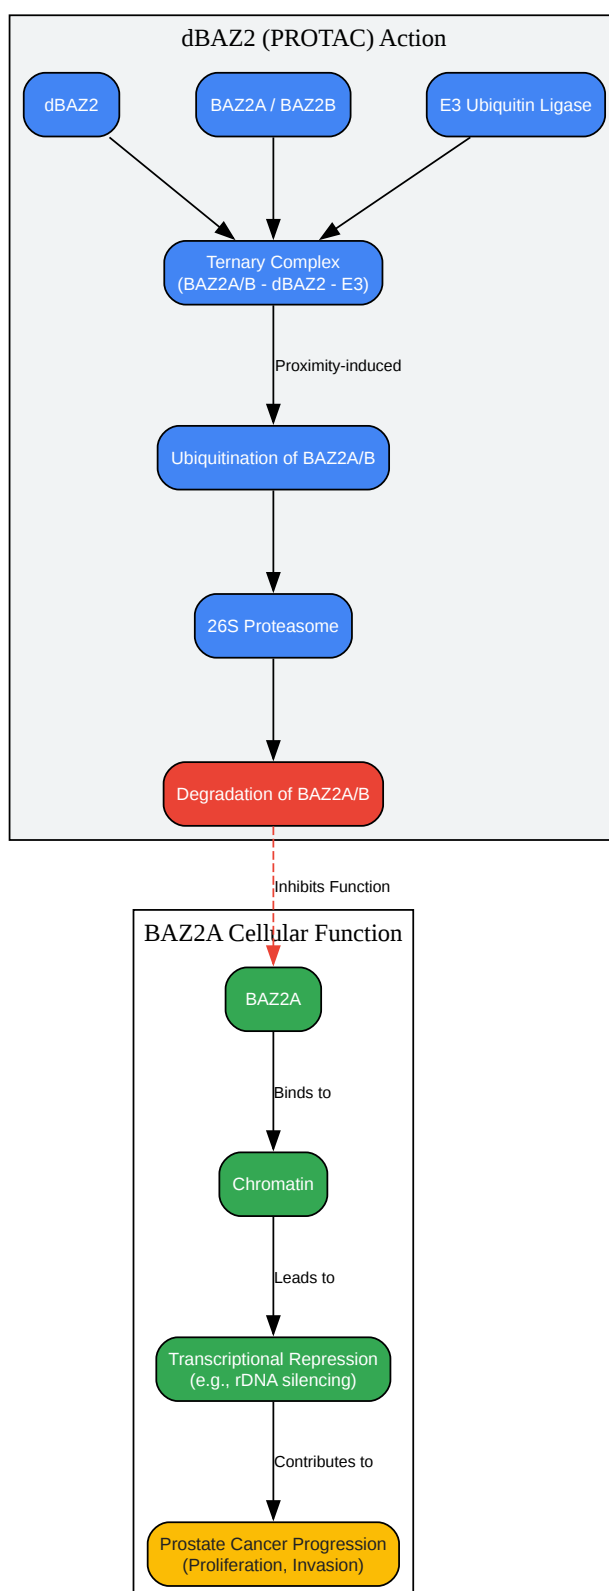 dBAZ2 (PROTAC) Action
dBAZ2
BAZ2A / BAZ2B
E3 Ubiquitin Ligase
Ternary Complex
(BAZ2A/B - dBAZ2 - E3)
Proximity-induced
Ubiquitination of BAZ2A/B
26S Proteasome
Degradation of BAZ2A/B
Inhibits Function
BAZ2A Cellular Function
BAZ2A
Binds to
Chromatin
Leads to
Transcriptional Repression
(e.g., rDNA silencing)
Contributes to
Prostate Cancer Progression
(Proliferation, Invasion)